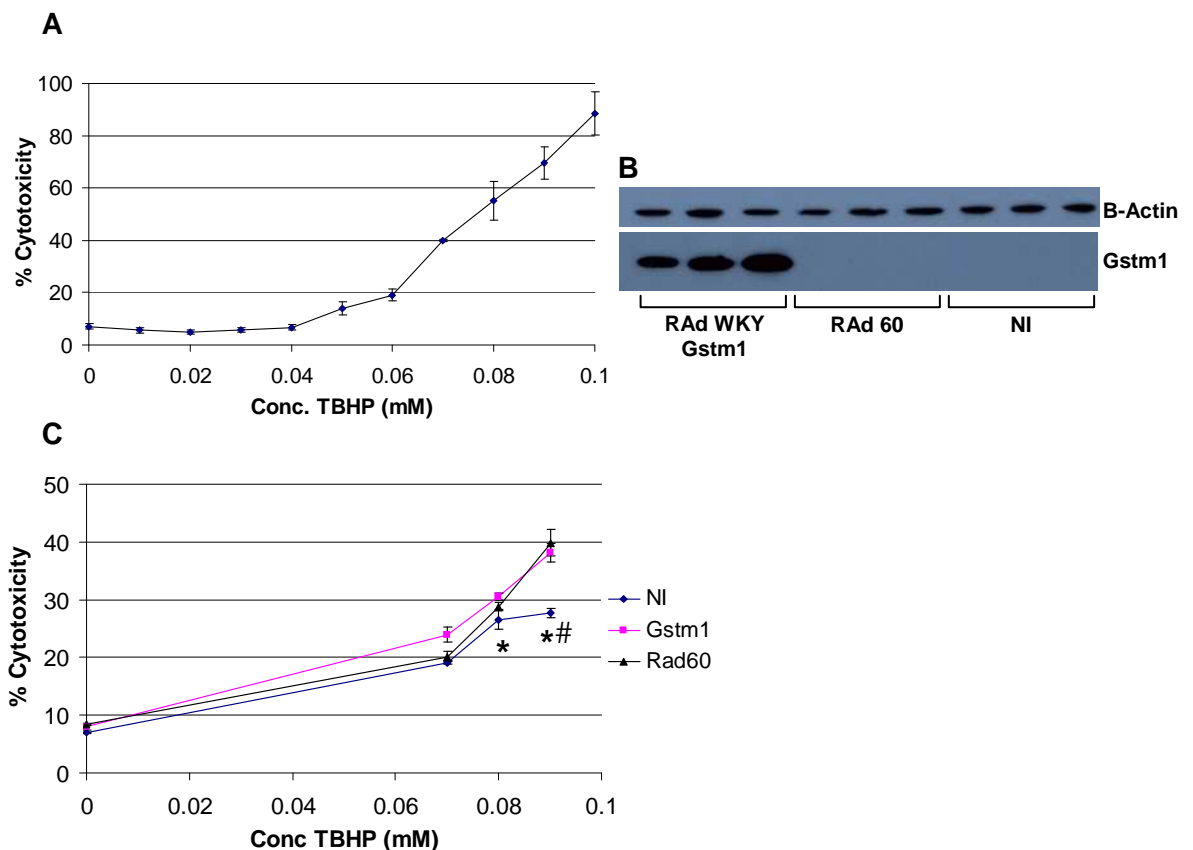 A
100
80
60
40
20
0
% Cytotoxicity
0 0.02 0.04 0.06 0.08 0.1
Conc. TBHP (mM)
B
B-Actin
Gstm1
RAd WKY
Gstm1
RAd 60
NI
C
50
40
30
20
10
0
% Cytotoxicity
* *#
NI
Gstm1
Rad60
0 0.02 0.04 0.06 0.08 0.1
Conc TBHP (mM)